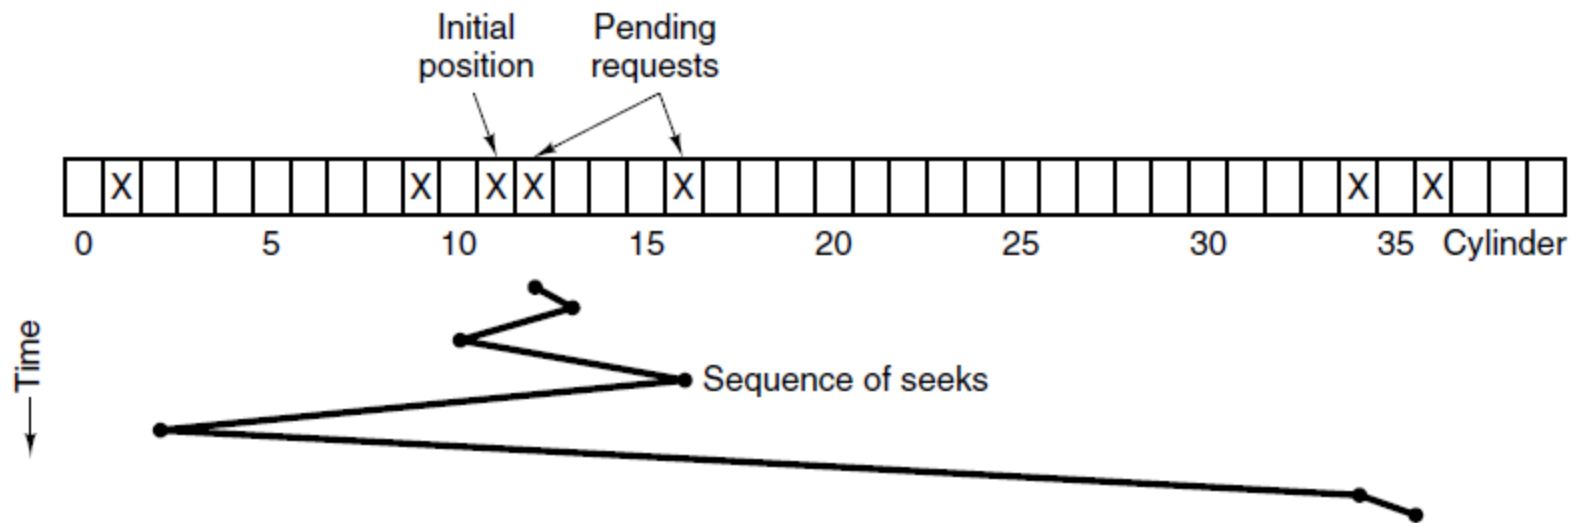 Initial
position
Pending
requests
X X X X X X X
0 5 10 15 20 25 30 35 Cylinder
Time
Sequence of seeks